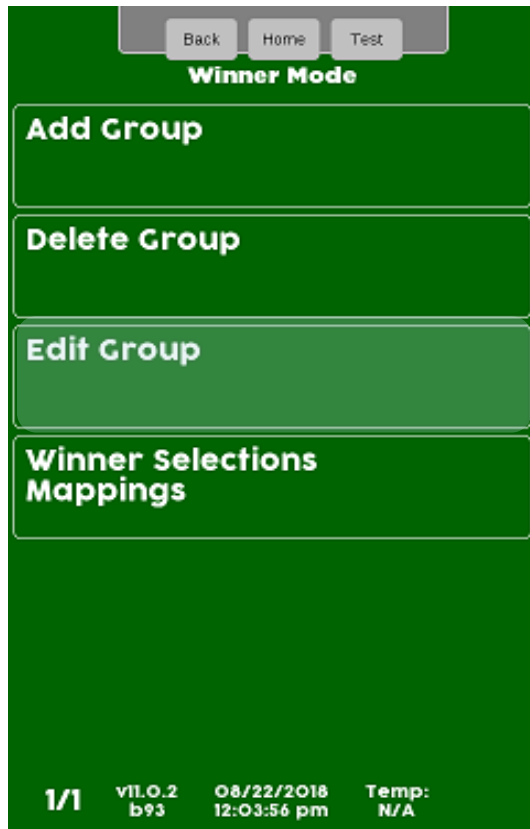 Back Home Test
Winner Mode
Add Group
Delete Group
Edit Group
Winner Selections
Mappings
1/1 v11.0.2 08/22/2018 Temp:
b93 12:03:56 pm N/A